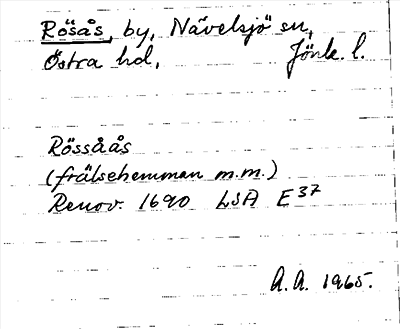 Rösås, by, Nävelsjö sn,
Östra hd, Jönk. l.
Rössåås
(frälsehemman m.m.)
Renov. 1690 LSA E37
A.A. 1965.